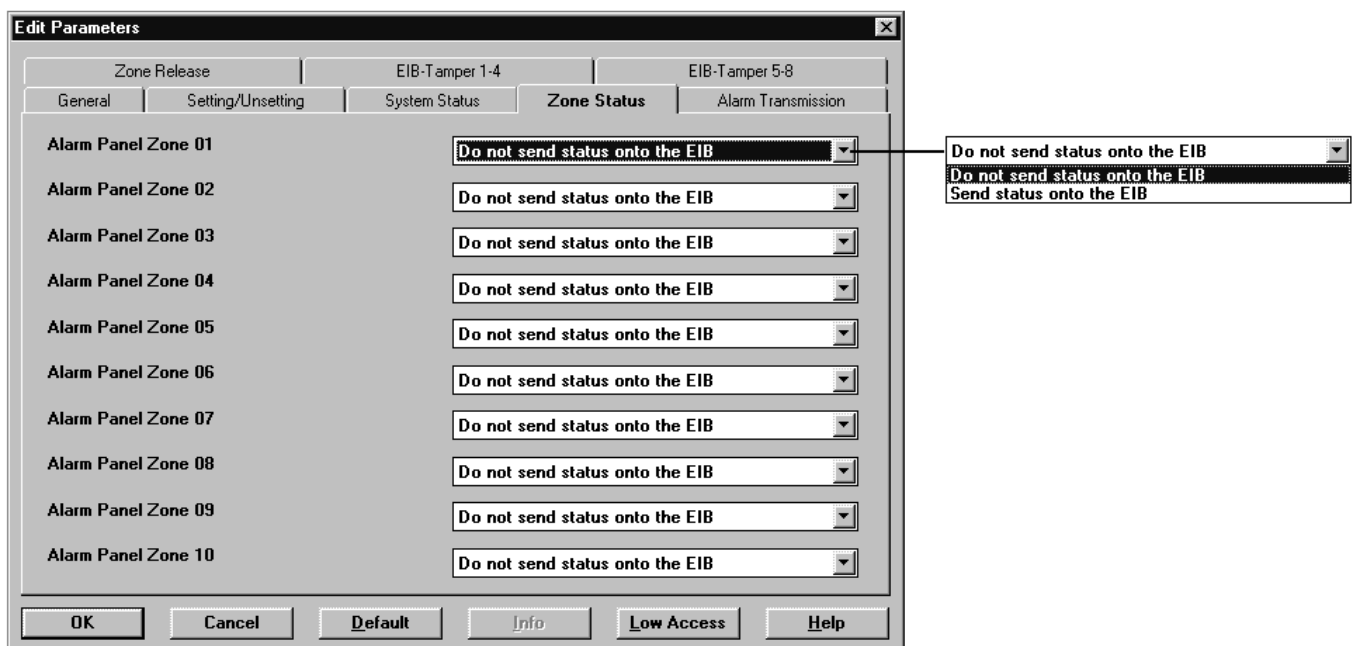 Edit Parameters
Zone Release EIB-Tamper 1-4 EIB-Tamper 5-8
General Setting/Unsetting System Status Zone Status Alarm Transmission
Alarm Panel Zone 01 Do not send status onto the EIB
Do not send status onto the EIB
Do not send status onto the EIB
Send status onto the EIB
Alarm Panel Zone 02 Do not send status onto the EIB
Alarm Panel Zone 03 Do not send status onto the EIB
Alarm Panel Zone 04 Do not send status onto the EIB
Alarm Panel Zone 05 Do not send status onto the EIB
Alarm Panel Zone 06 Do not send status onto the EIB
Alarm Panel Zone 07 Do not send status onto the EIB
Alarm Panel Zone 08 Do not send status onto the EIB
Alarm Panel Zone 09 Do not send status onto the EIB
Alarm Panel Zone 10 Do not send status onto the EIB
OK Cancel Default Info Low Access Help